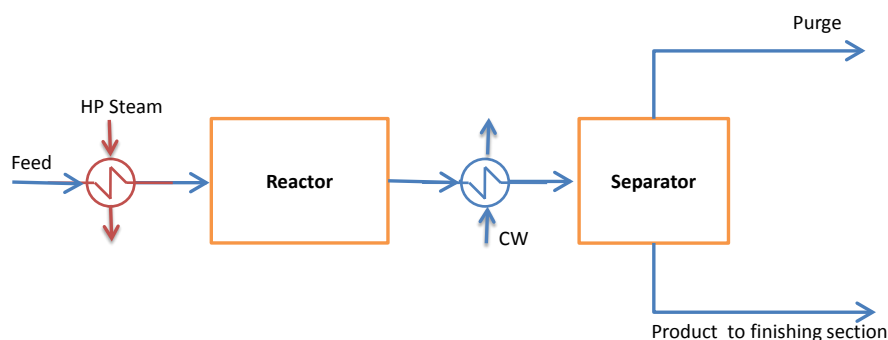 Purge
HP Steam
Feed
Reactor
Separator
CW
Product to finishing section